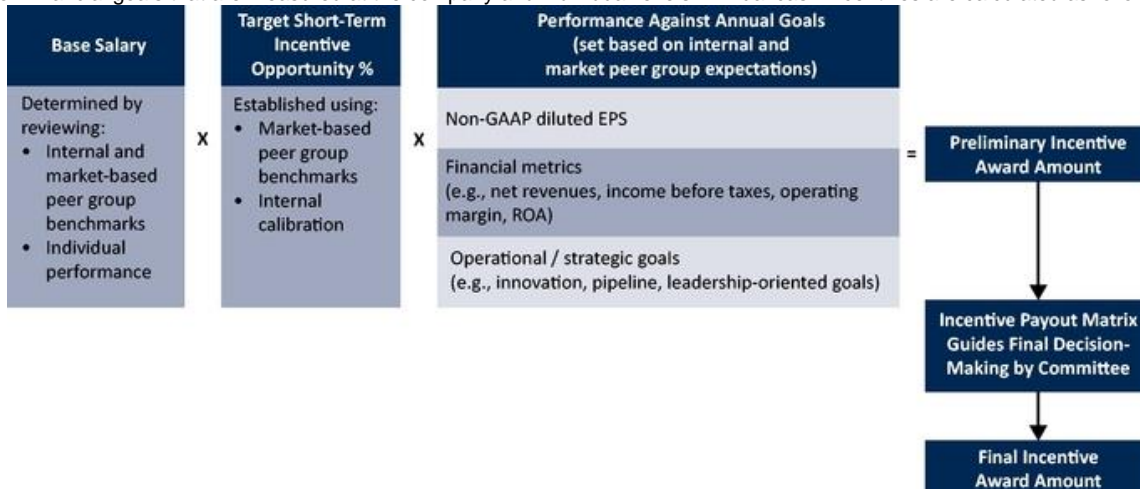 Base Salary
Determined by
reviewing:
• Internal and
market-based
peer group
benchmarks
• Individual
performance
X
Target Short-Term
Incentive
Opportunity %
Established using:
• Market-based
peer group
benchmarks
• Internal
calibration
X
Performance Against Annual Goals
(set based on internal and
market peer group expectations)
Non-GAAP diluted EPS
Financial metrics
(e.g., net revenues, income before taxes, operating
margin, ROA)
Operational / strategic goals
(e.g., innovation, pipeline, leadership-oriented goals)
=
Preliminary Incentive
Award Amount
Incentive Payout Matrix
Guides Final Decision-
Making by Committee
Final Incentive
Award Amount